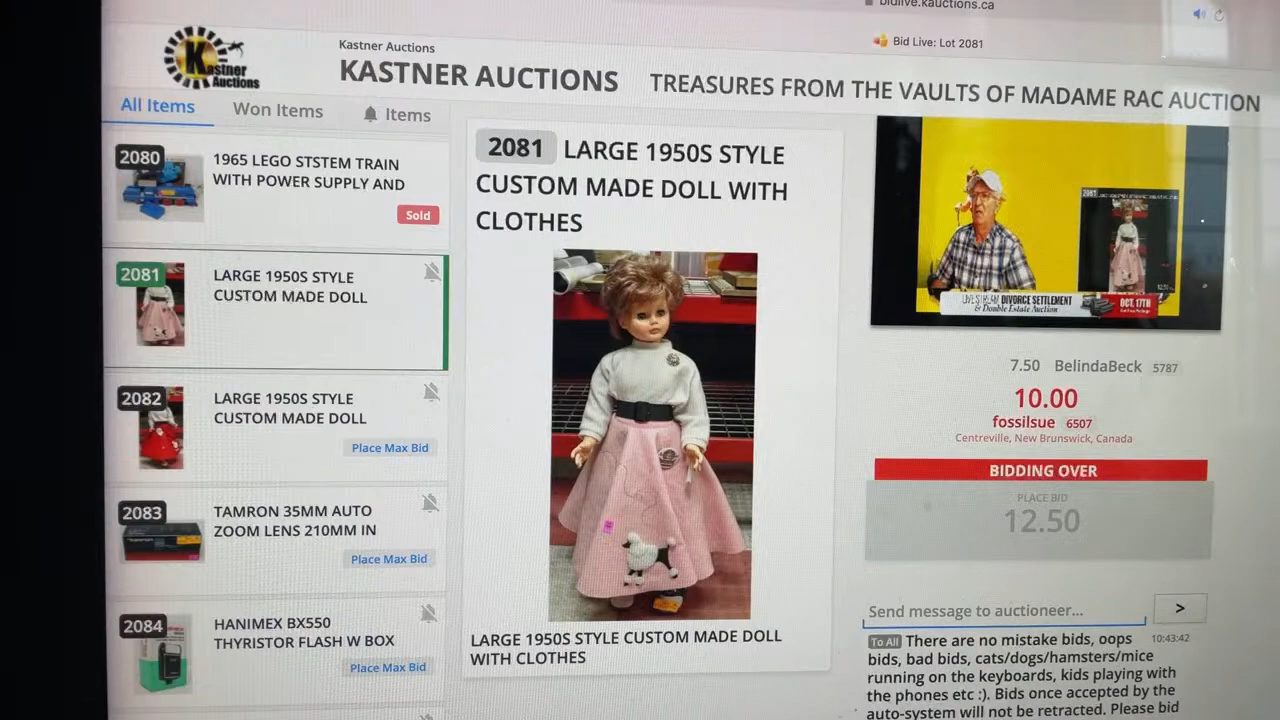 bidlive.kauctions.ca
Bid Live: Lot 2081
Kastner
Auctions
Kastner Auctions
KASTNER AUCTIONS
TREASURES FROM THE VAULTS OF MADAME RAC AUCTION
All Items
Won Items
Items
2080
1965 LEGO STSTEM TRAIN
WITH POWER SUPPLY AND
Sold
2081
LARGE 1950S STYLE
CUSTOM MADE DOLL
2082
LARGE 1950S STYLE
CUSTOM MADE DOLL
Place Max Bid
2083
TAMRON 35MM AUTO
ZOOM LENS 210MM IN
Place Max Bid
2084
HANIMEX BX550
THYRISTOR FLASH W BOX
Place Max Bid
2081 LARGE 1950S STYLE
CUSTOM MADE DOLL WITH
CLOTHES
LARGE 1950S STYLE CUSTOM MADE DOLL
WITH CLOTHES
2081
LIVESTREAM DIVORCE SETTLEMENT
& Double Estate Auction
OCT. 17TH
7.50 BelindaBeck 5787
10.00
fossilsue 6507
Centreville, New Brunswick, Canada
BIDDING OVER
PLACE BID
12.50
Send message to auctioneer...
>
To All There are no mistake bids, oops 10:43:42
bids, bad bids, cats/dogs/hamsters/mice
running on the keyboards, kids playing with
the phones etc :). Bids once accepted by the
auto-system will not be retracted. Please bid